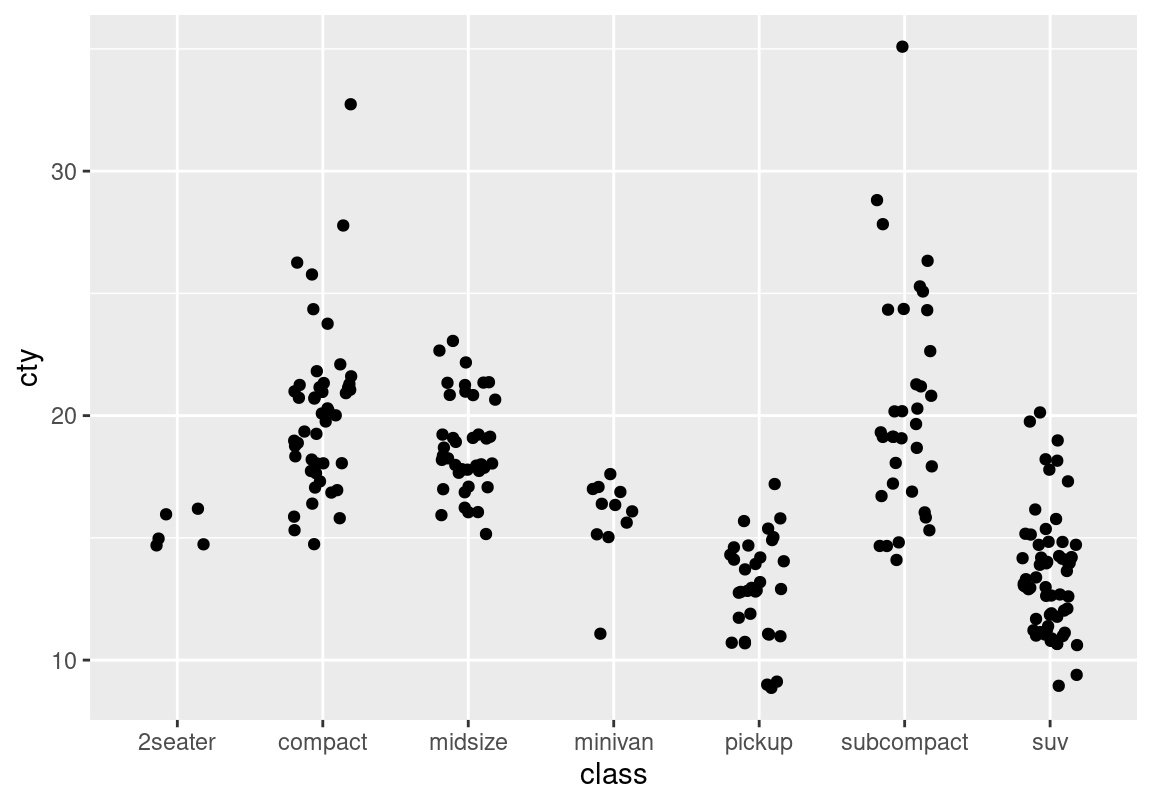 cty
30
20
10
2seater compact midsize minivan pickup subcompact suv
class